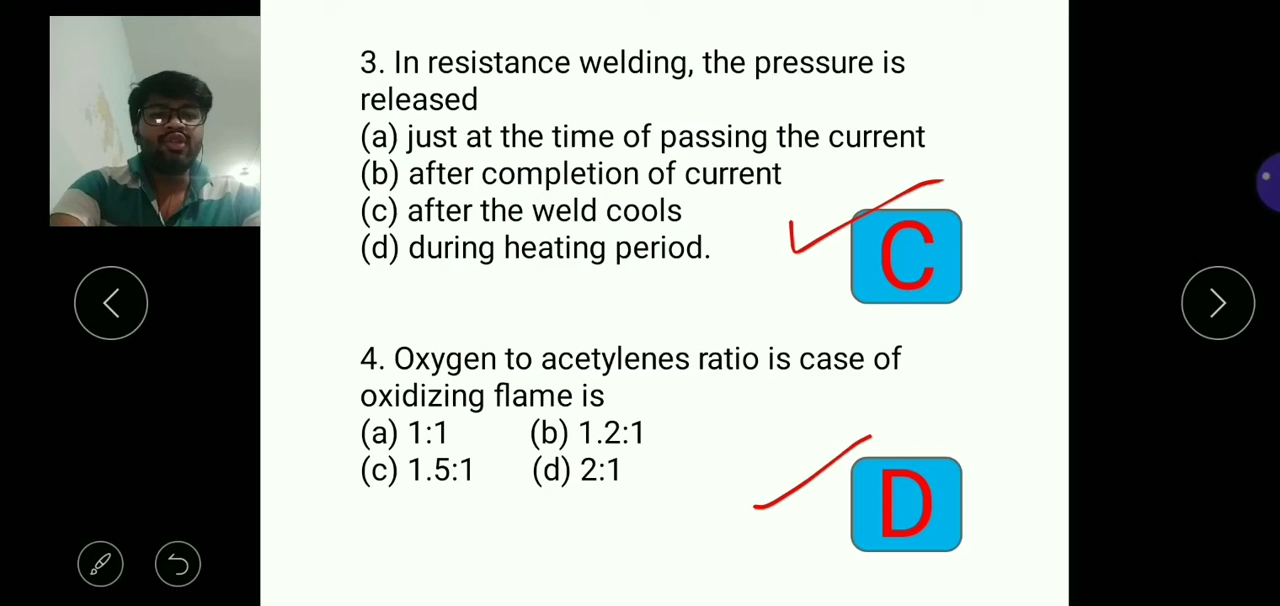 3. In resistance welding, the pressure is
released
(a) just at the time of passing the current
(b) after completion of current
(c) after the weld cools
(d) during heating period.
C
4. Oxygen to acetylenes ratio is case of
oxidizing flame is
(a) 1:1 (b) 1.2:1
(c) 1.5:1 (d) 2:1
D